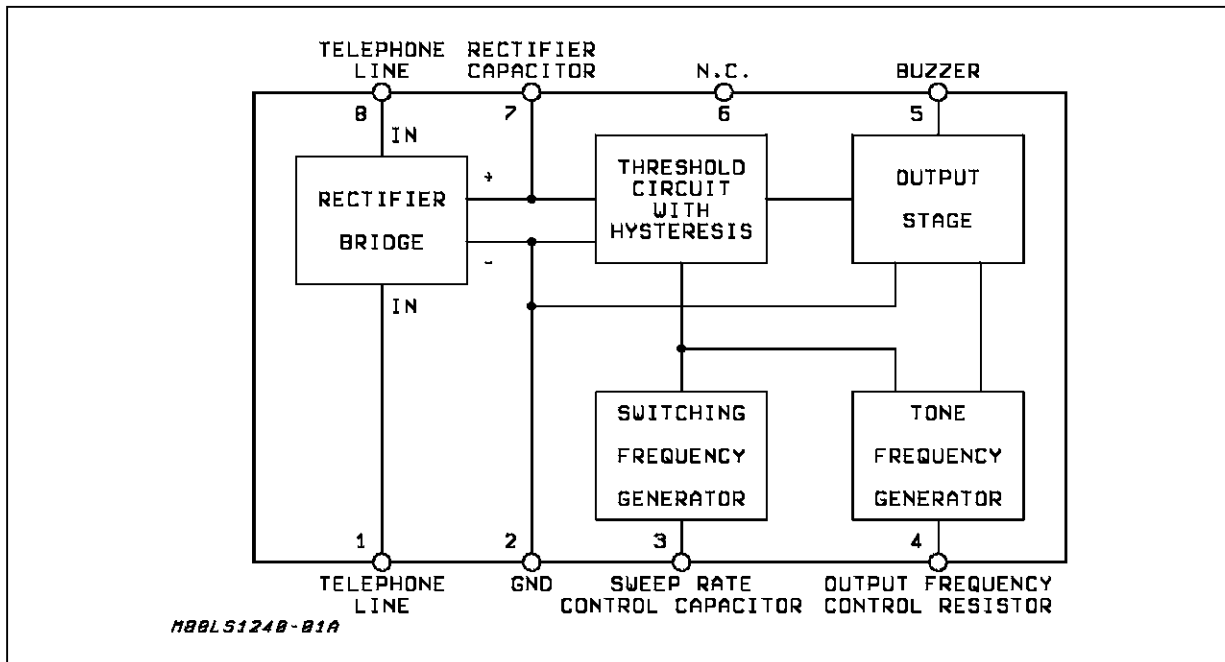 TELEPHONE LINE
RECTIFIER CAPACITOR
N.C.
BUZZER
8
7
6
5
IN
RECTIFIER
BRIDGE
+
-
IN
THRESHOLD
CIRCUIT
WITH
HYSTERESIS
OUTPUT
STAGE
SWITCHING
FREQUENCY
GENERATOR
TONE
FREQUENCY
GENERATOR
1
2
3
4
TELEPHONE
LINE
GND
SWEEP RATE
CONTROL CAPACITOR
OUTPUT FREQUENCY
CONTROL RESISTOR
M88LS1240-01A